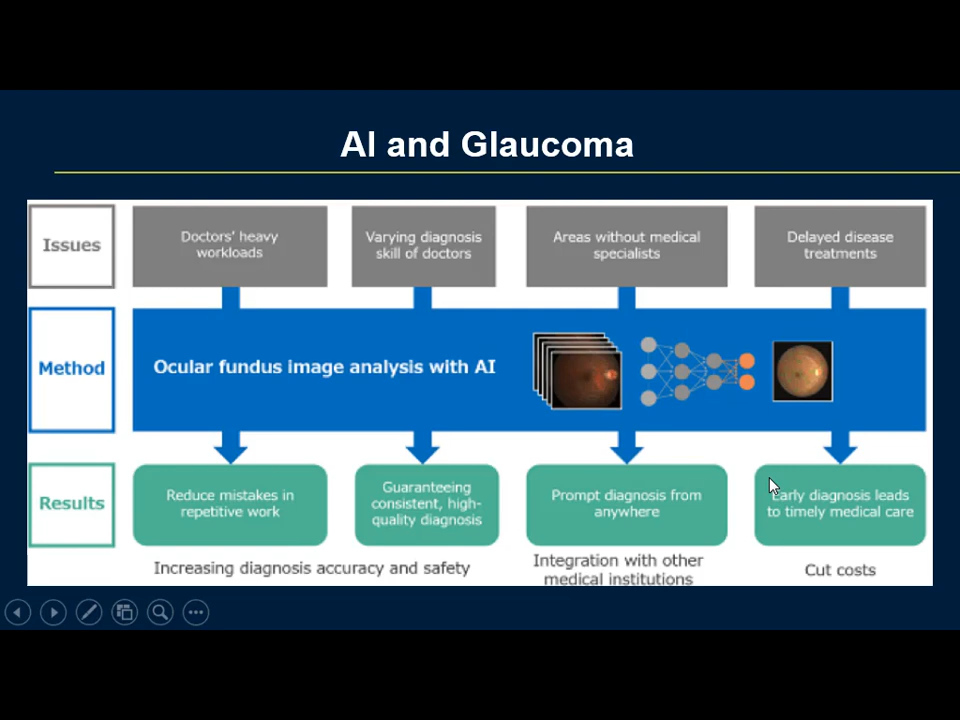 AI and Glaucoma
Issues
Doctors' heavy
workloads
Varying diagnosis
skill of doctors
Areas without medical
specialists
Delayed disease
treatments
Method
Ocular fundus image analysis with AI
Results
Reduce mistakes in
repetitive work
Guaranteeing
consistent, high-
quality diagnosis
Prompt diagnosis from
anywhere
Early diagnosis leads
to timely medical care
Increasing diagnosis accuracy and safety
Integration with other
medical institutions
Cut costs